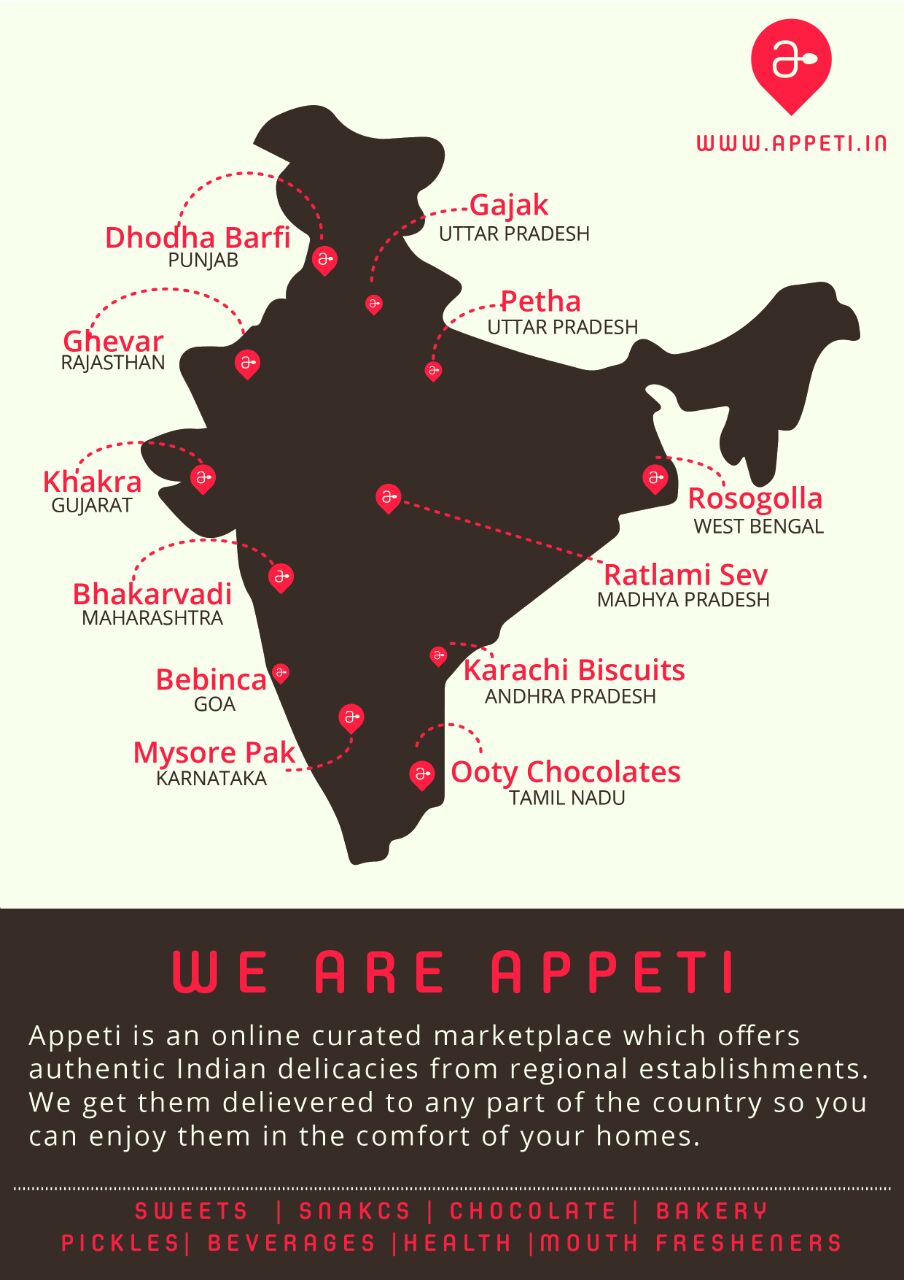 WWW.APPETI.IN
Gajak
UTTAR PRADESH
Dhodha Barfi
PUNJAB
Petha
UTTAR PRADESH
Ghevar
RAJASTHAN
Khakra
GUJARAT
Rosogolla
WEST BENGAL
Ratlami Sev
MADHYA PRADESH
Bhakarvadi
MAHARASHTRA
Karachi Biscuits
ANDHRA PRADESH
Bebinca
GOA
Mysore Pak
KARNATAKA
Ooty Chocolates
TAMIL NADU
WE ARE APPETI
Appeti is an online curated marketplace which offers
authentic Indian delicacies from regional establishments.
We get them delievered to any part of the country so you
can enjoy them in the comfort of your homes.
SWEETS | SNAKCS | CHOCOLATE | BAKERY
PICKLES| BEVERAGES |HEALTH |MOUTH FRESHENERS